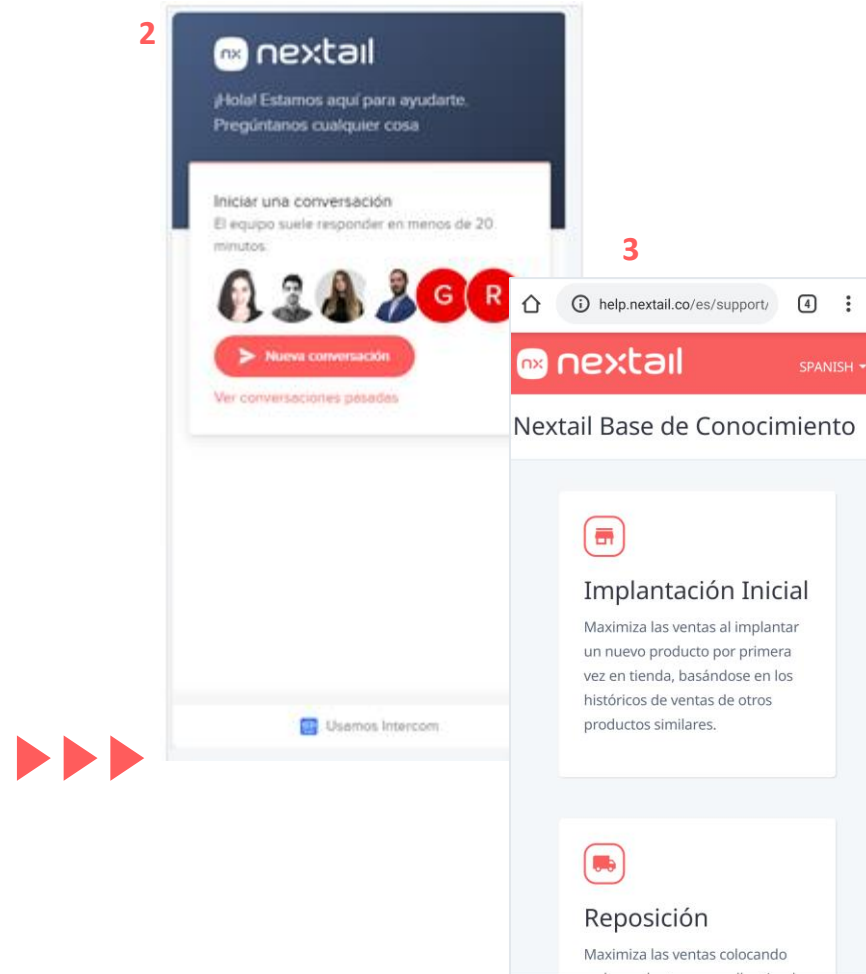 2
nx nextail
¡Hola! Estamos aquí para ayudarte.
Pregúntanos cualquier cosa
Iniciar una conversación
El equipo suele responder en menos de 20
minutos.
G R
Nueva conversación
Ver conversaciones pasadas
Usamos Intercom
3
help.nextail.co/es/support/ 4
nx nextail SPANISH
Nextail Base de Conocimiento
Implantación Inicial
Maximiza las ventas al implantar
un nuevo producto por primera
vez en tienda, basándose en los
históricos de ventas de otros
productos similares.
Reposición
Maximiza las ventas colocando